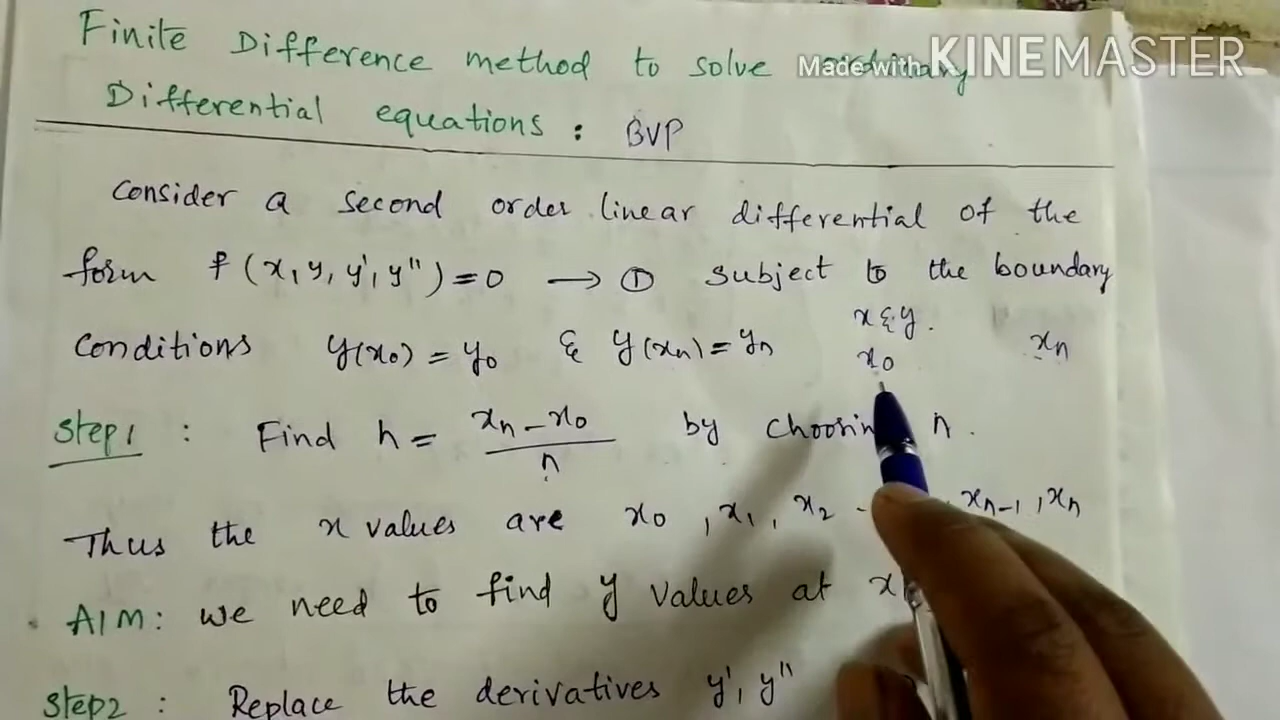 Finite Difference method to solve ordinary
Made with KINEMASTER
Differential equations : BVP
Consider a second order linear differential of the
form f(x, y, y', y'') = 0 → ① subject to the boundary
x & y.
conditions y(x₀) = y₀ & y(xₙ) = yₙ x₀ xₙ
Step1 : Find h = (xₙ - x₀)/n by choosin n.
Thus the x values are x₀, x₁, x₂ - xₙ₋₁, xₙ
AIM: we need to find y values at x
Step2 : Replace the derivatives y', y''